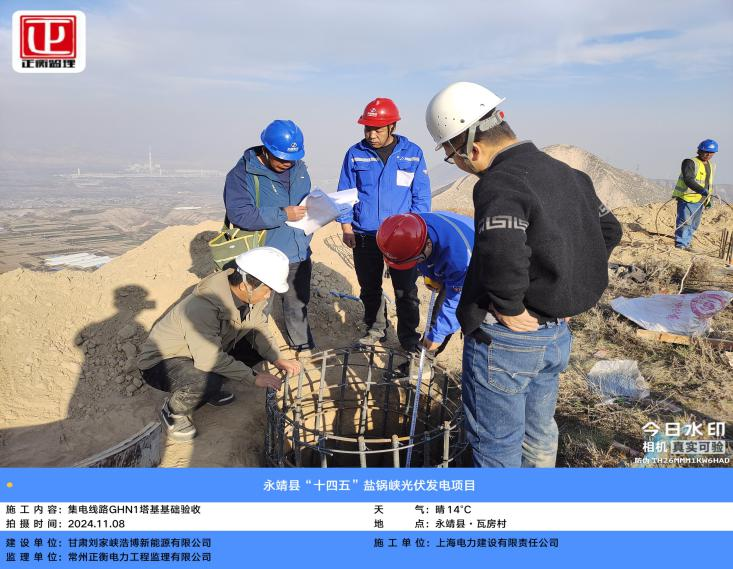 正衡监理
今日水印
相机 真实可验
防伪 1H26MMM1KW6HAD
永靖县“十四五”盐锅峡光伏发电项目
施工内容：集电线路GHN1塔基基础验收
天气：晴14°C
拍摄时间：2024.11.08
地点：永靖县·瓦房村
建设单位：甘肃刘家峡浩博新能源有限公司
施工单位：上海电力建设有限责任公司
监理单位：常州正衡电力工程监理有限公司